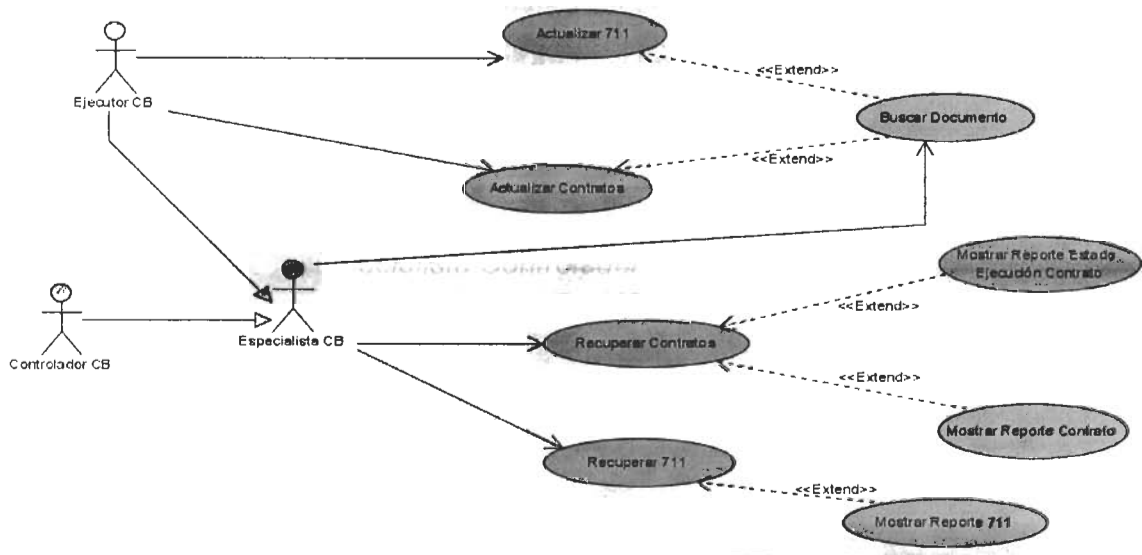 Actualizar 711
<<Extend>>
Ejecutor CB
Buscar Documento
<<Extend>>
Actualizar Contratos
Mostrar Reporte Estado
Ejecución Contrato
<<Extend>>
Especialista CB
Recuperar Contratos
Controlador CB
<<Extend>>
Mostrar Reporte Contrato
Recuperar 711
<<Extend>>
Mostrar Reporte 711